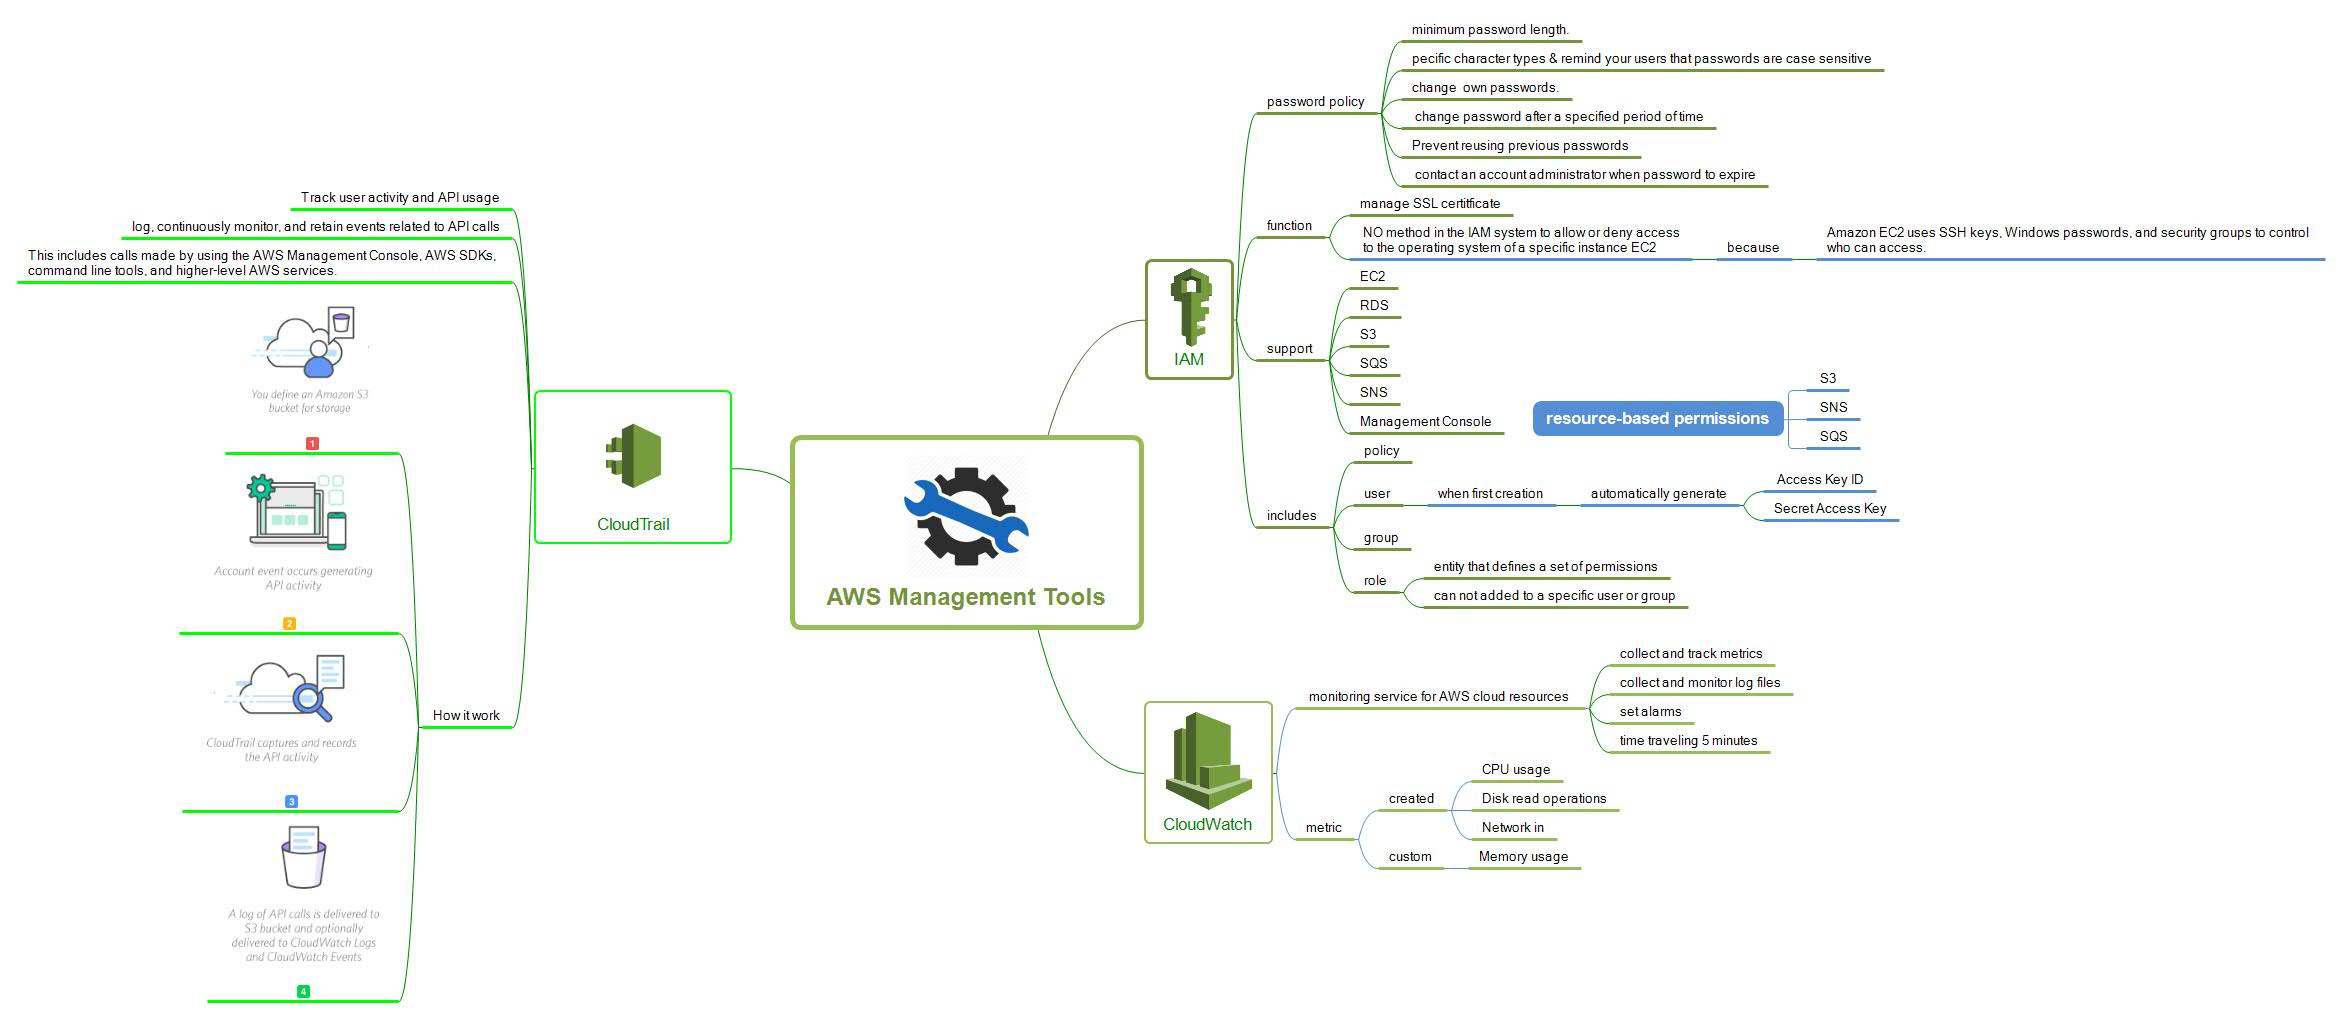 AWS Management Tools
IAM
password policy
minimum password length.
pecific character types & remind your users that passwords are case sensitive
change  own passwords.
change password after a specified period of time
Prevent reusing previous passwords
contact an account administrator when password to expire
function
manage SSL certitficate
NO method in the IAM system to allow or deny access
to the operating system of a specific instance EC2
because
Amazon EC2 uses SSH keys, Windows passwords, and security groups to control
who can access.
support
EC2
RDS
S3
SQS
SNS
Management Console
resource-based permissions
S3
SNS
SQS
includes
policy
user
when first creation
automatically generate
Access Key ID
Secret Access Key
group
role
entity that defines a set of permissions
can not added to a specific user or group
CloudWatch
monitoring service for AWS cloud resources
collect and track metrics
collect and monitor log files
set alarms
time traveling 5 minutes
metric
created
CPU usage
Disk read operations
Network in
custom
Memory usage
CloudTrail
Track user activity and API usage
log, continuously monitor, and retain events related to API calls
This includes calls made by using the AWS Management Console, AWS SDKs,
command line tools, and higher-level AWS services.
How it work
You define an Amazon S3
bucket for storage
1
Account event occurs generating
API activity
2
CloudTrail captures and records
the API activity
3
A log of API calls is delivered to
S3 bucket and optionally
delivered to CloudWatch Logs
and CloudWatch Events
4